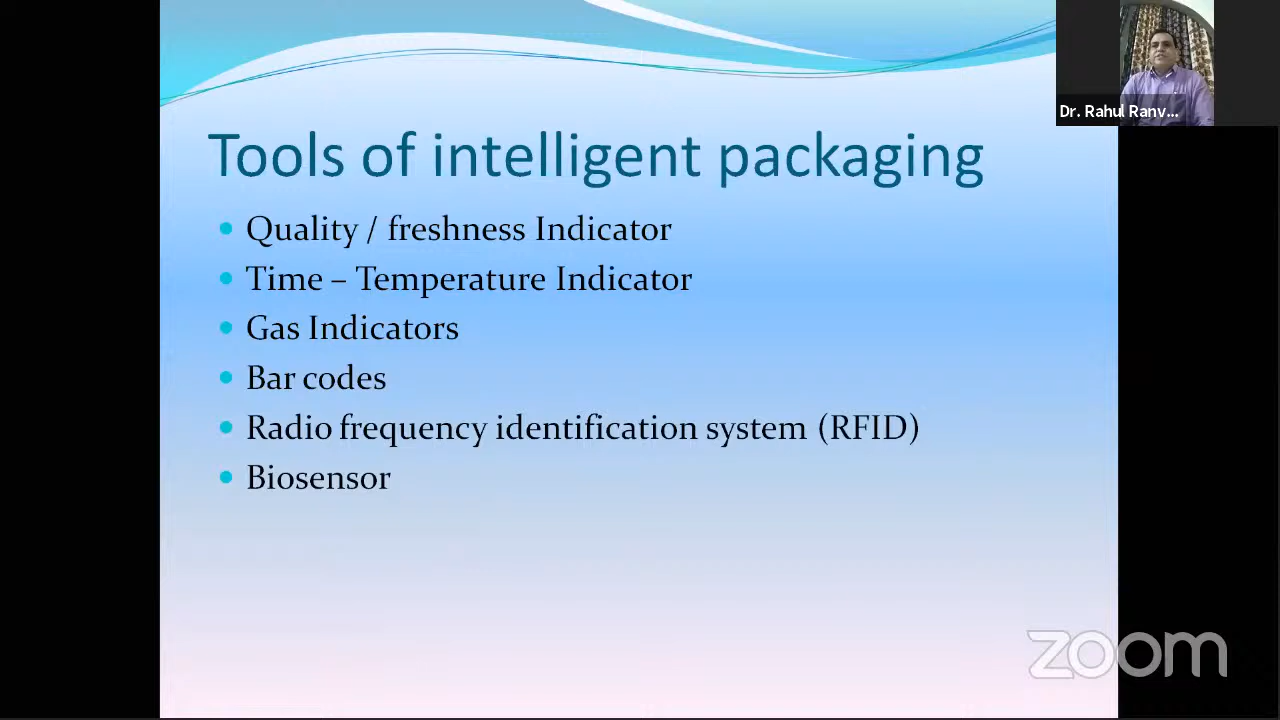 Dr. Rahul Ranv...
Tools of intelligent packaging
Quality / freshness Indicator
Time – Temperature Indicator
Gas Indicators
Bar codes
Radio frequency identification system (RFID)
Biosensor
zoom